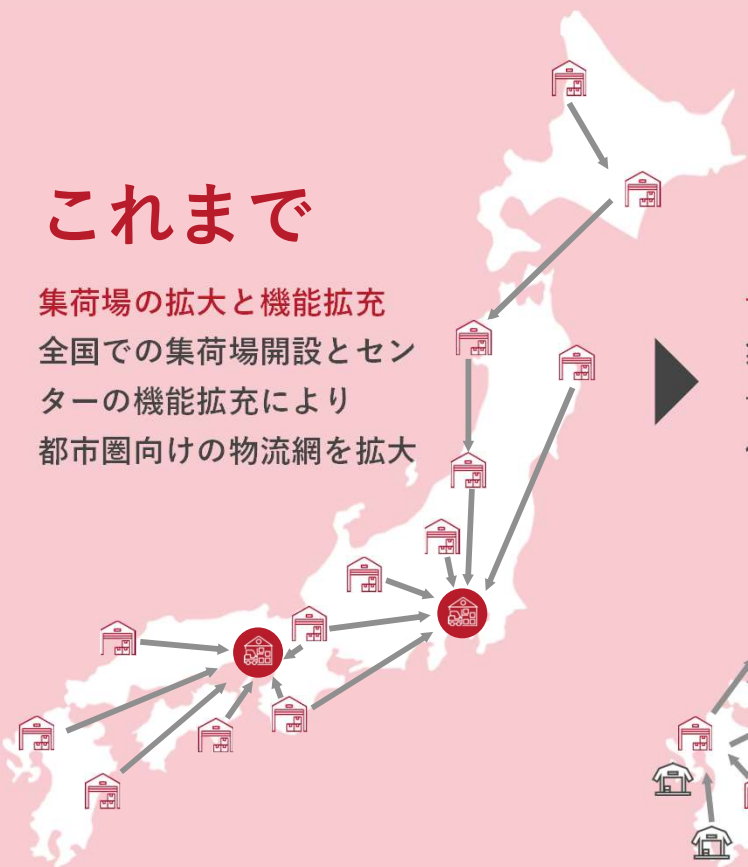 これまで
集荷場の拡大と機能拡充
全国での集荷場開設とセン
ターの機能拡充により
都市圏向けの物流網を拡大